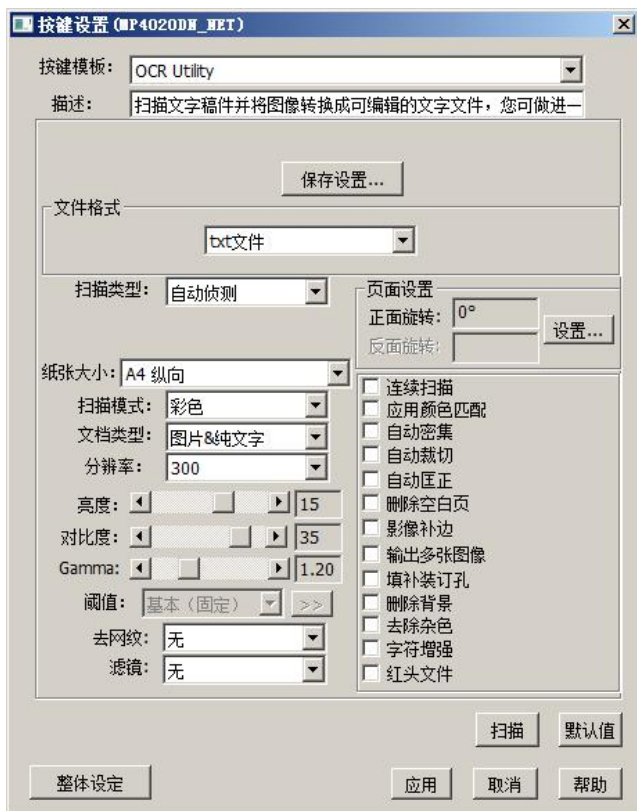 按键设置(MP4020DN_NET)
按键模板: OCR Utility
描述: 扫描文字稿件并将图像转换成可编辑的文字文件，您可做进一
保存设置...
文件格式
txt文件
扫描类型: 自动侦测
页面设置
正面旋转: 0°
设置...
反面旋转:
纸张大小: A4 纵向
扫描模式: 彩色
文档类型: 图片&纯文字
分辨率: 300
亮度: 15
对比度: 35
Gamma: 1.20
阈值: 基本（固定） >>
去网纹: 无
滤镜: 无
连续扫描
应用颜色匹配
自动密集
自动裁切
自动匡正
删除空白页
影像补边
输出多张图像
填补装订孔
删除背景
去除杂色
字符增强
红头文件
扫描 默认值
整体设定 应用 取消 帮助